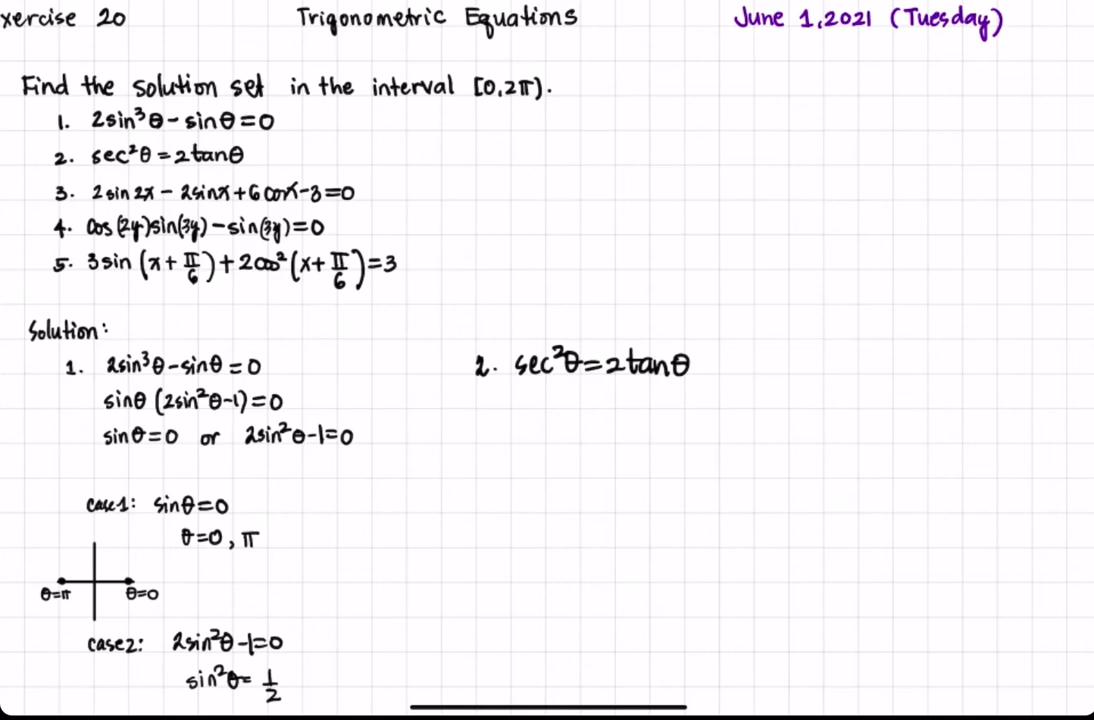 xercise 20 Trigonometric Equations June 1, 2021 (Tuesday)
Find the solution set in the interval [0,2π).
1. 2sin³θ - sinθ = 0
2. sec²θ = 2tanθ
3. 2sin2x - 2sinx + 6cosx - 3 = 0
4. cos(2y)sin(3y) - sin(3y) = 0
5. 3sin(x + π/6) + 2cos²(x + π/6) = 3
Solution:
1. 2sin³θ - sinθ = 0
sinθ (2sin²θ - 1) = 0
sinθ = 0 or 2sin²θ - 1 = 0
case1: sinθ = 0
θ = 0, π
θ=π θ=0
case2: 2sin²θ - 1 = 0
sin²θ = 1/2
2. sec²θ = 2tanθ